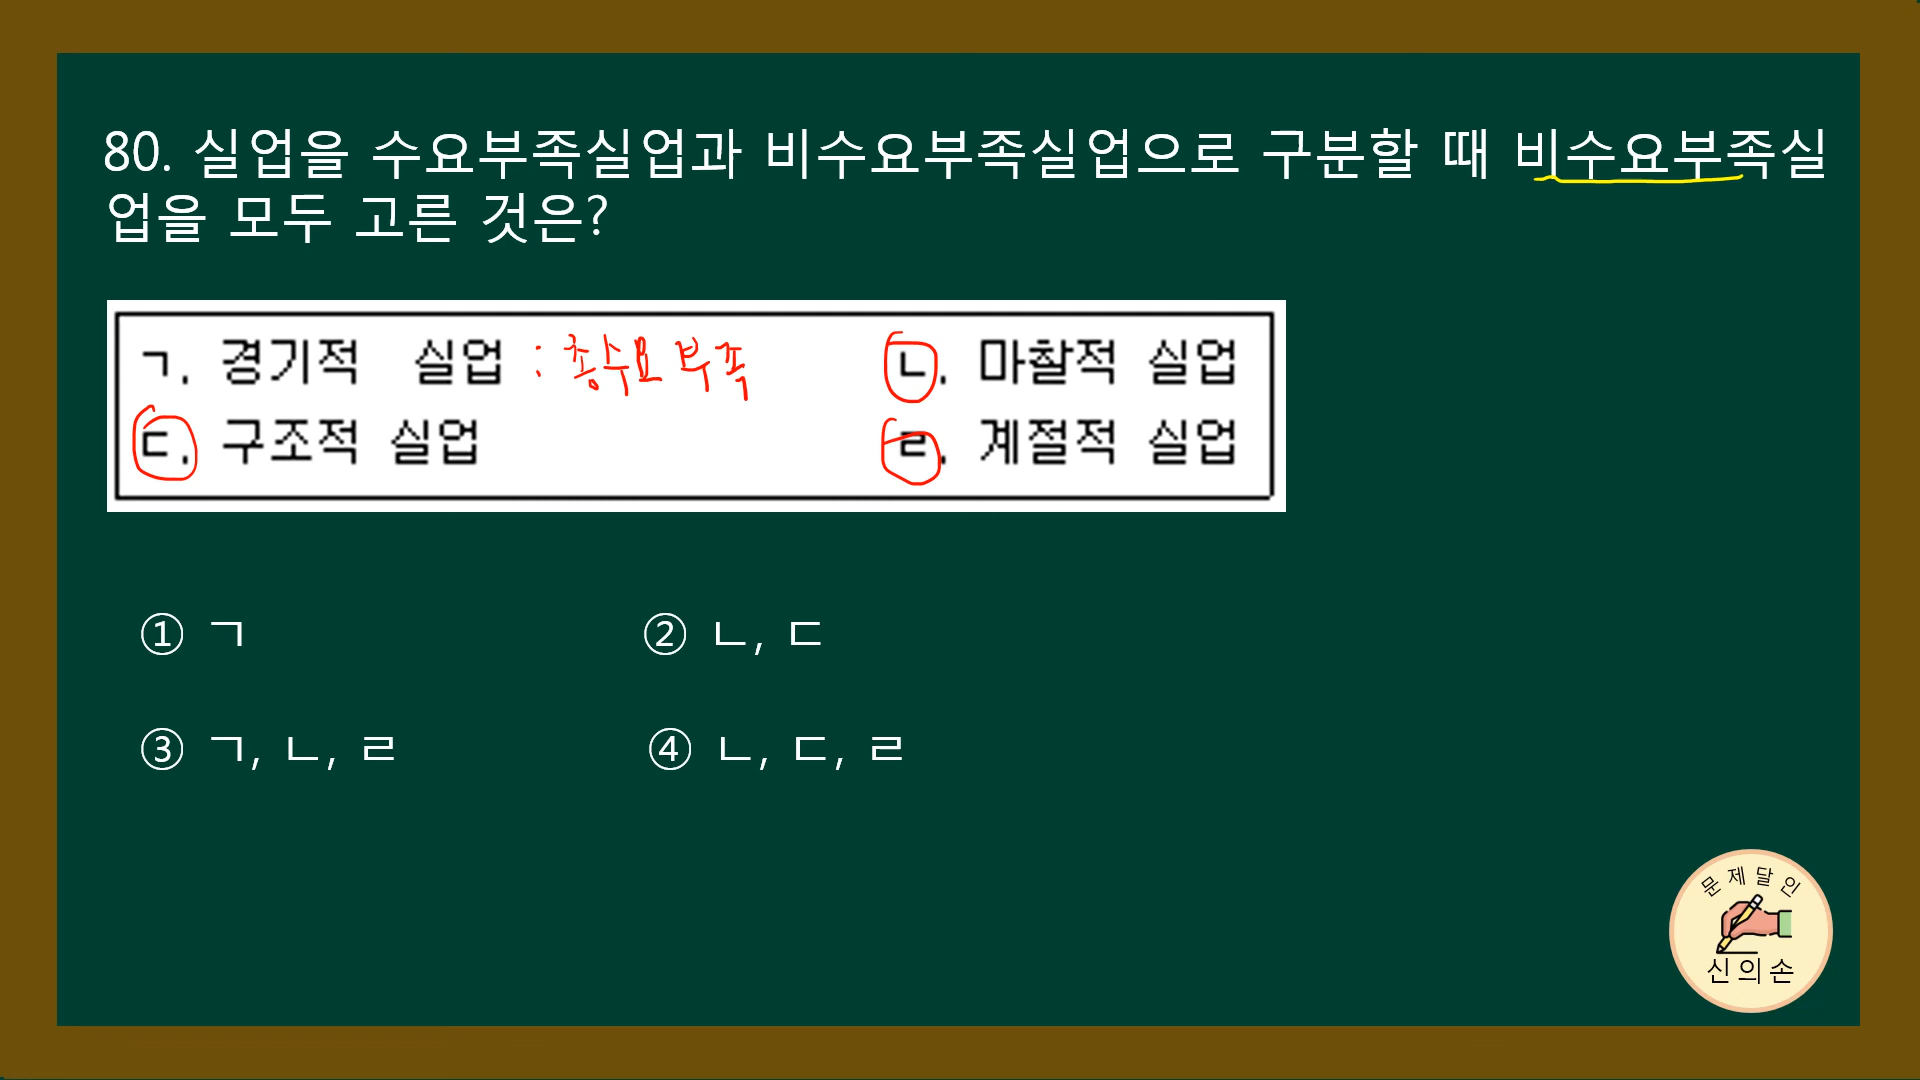 80. 실업을 수요부족실업과 비수요부족실업으로 구분할 때 비수요부족실
업을 모두 고른 것은?
ㄱ. 경기적 실업 : 총수요 부족 ㄴ. 마찰적 실업
ㄷ. 구조적 실업 ㄹ. 계절적 실업
① ㄱ ② ㄴ, ㄷ
③ ㄱ, ㄴ, ㄹ ④ ㄴ, ㄷ, ㄹ
문제달인
신의손